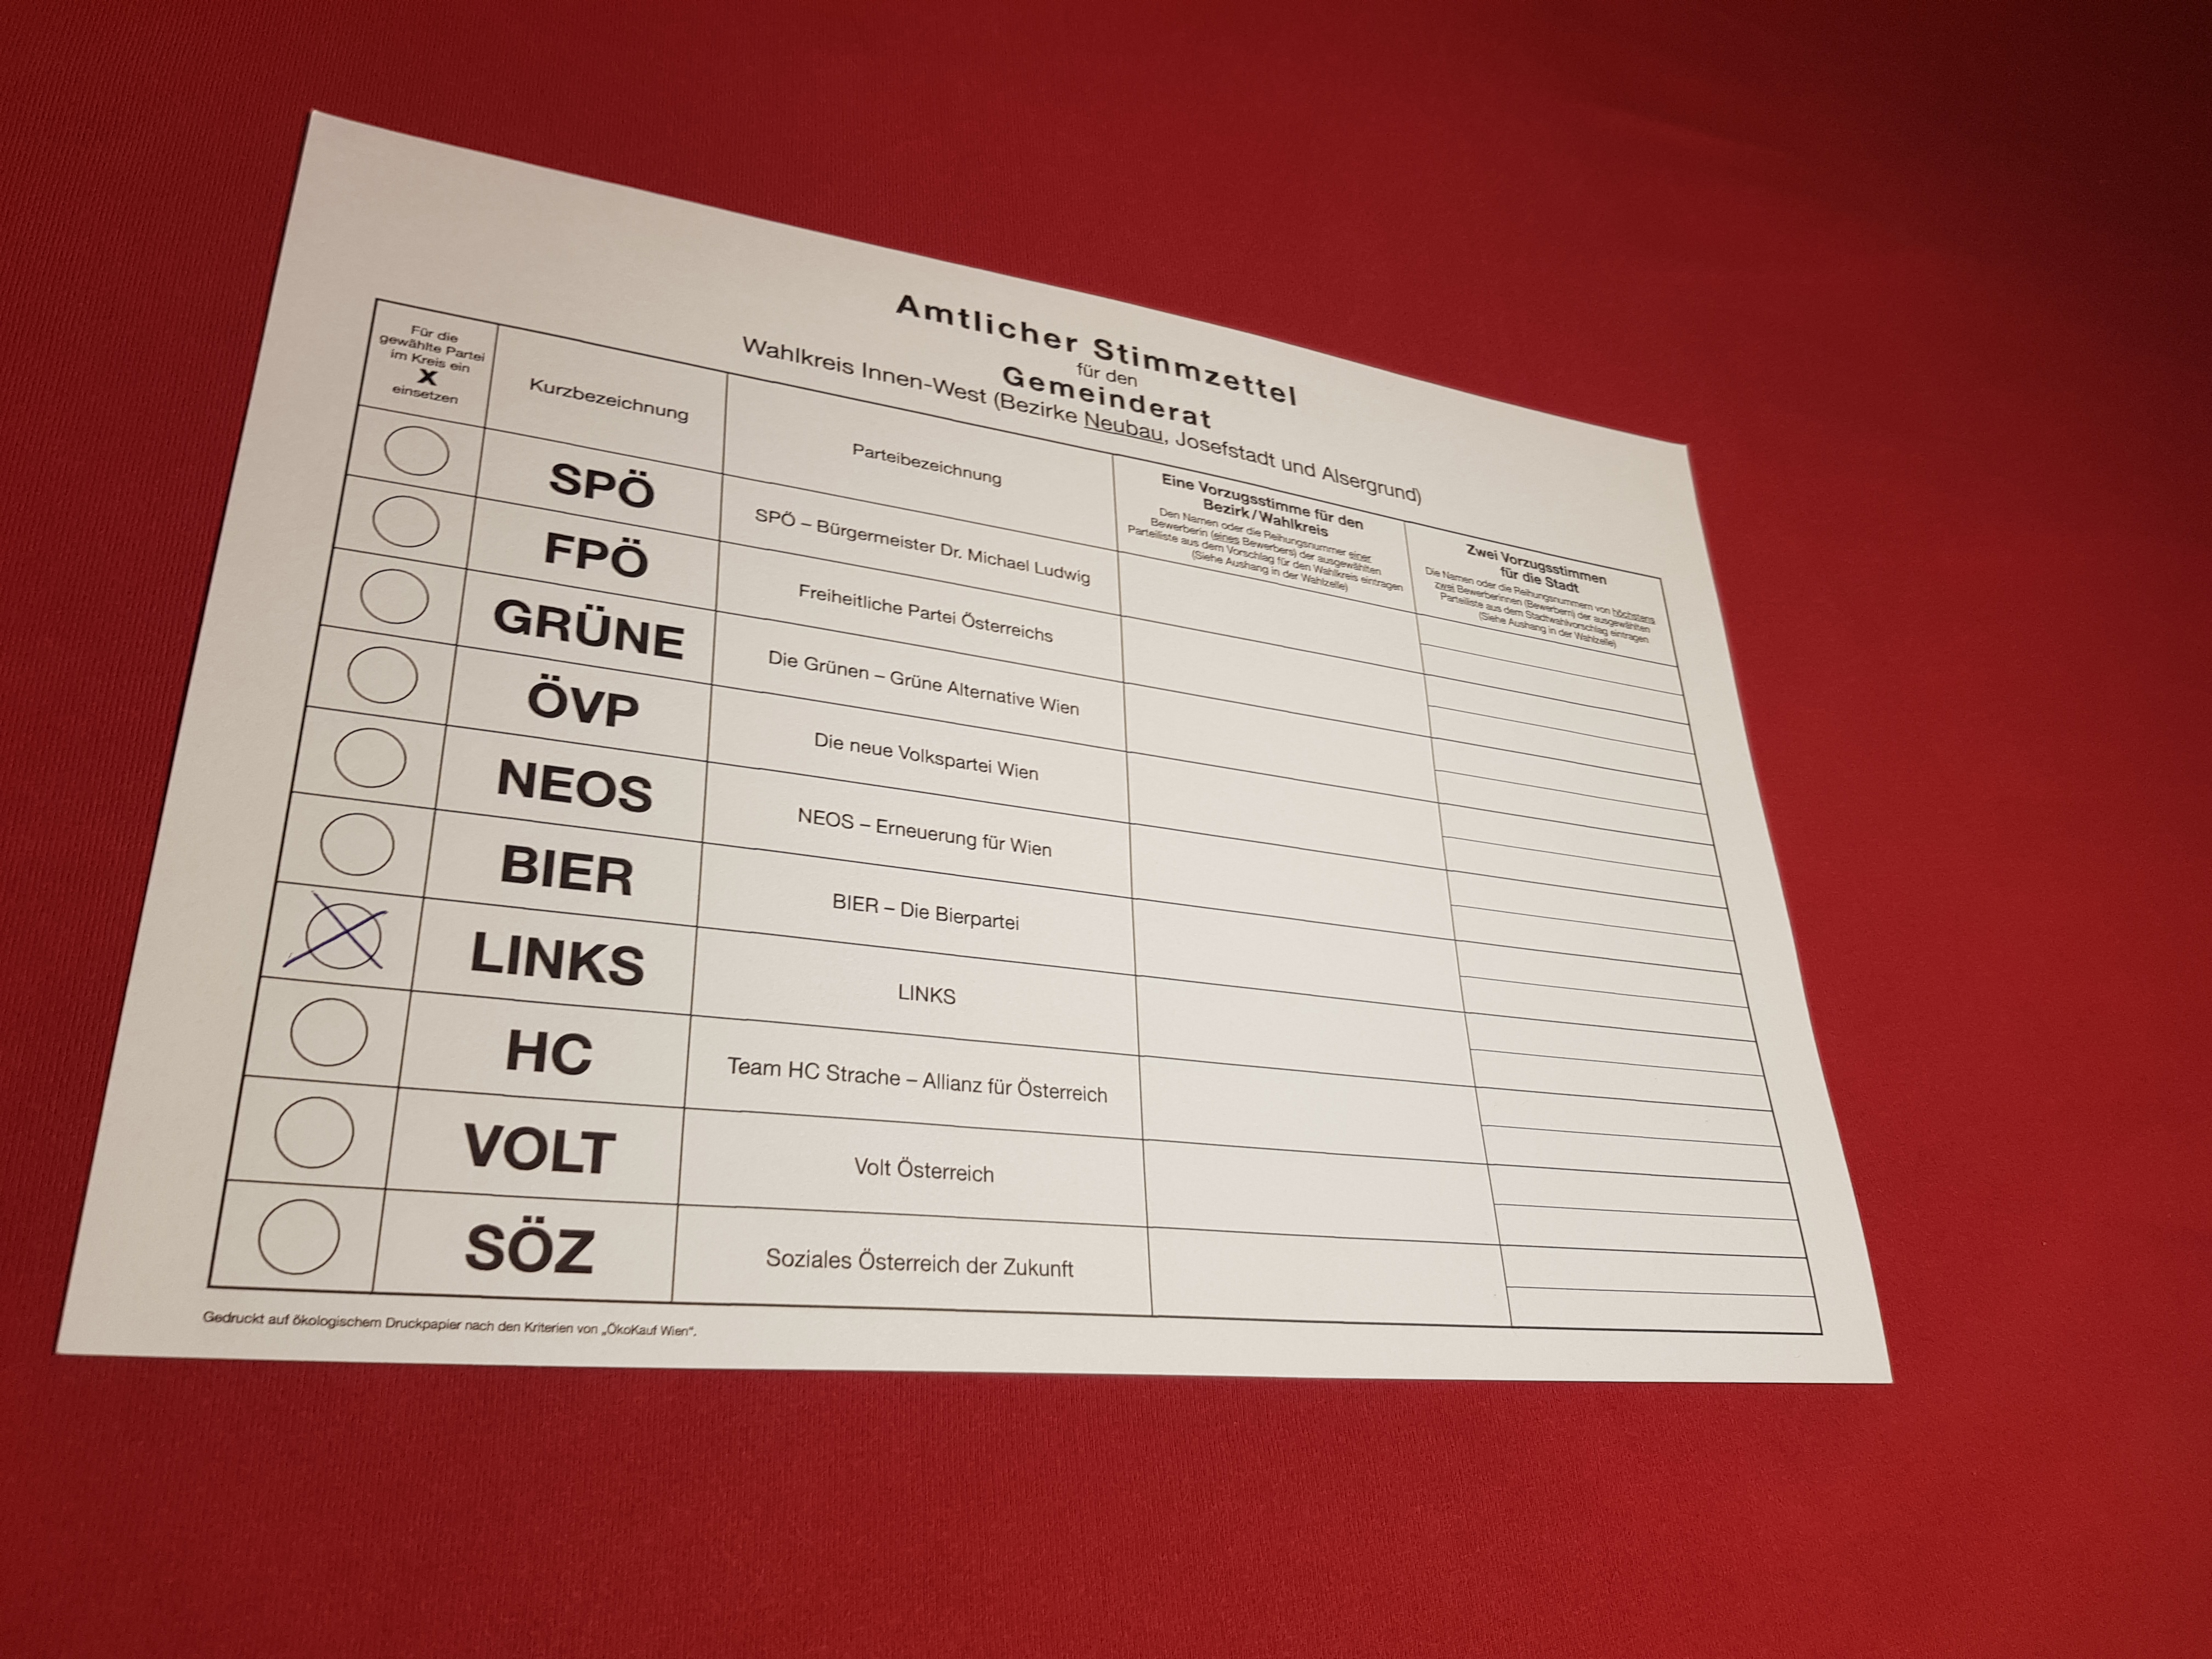 Amtlicher Stimmzettel
für den
Gemeinderat
Wahlkreis Innen-West (Bezirke Neubau, Josefstadt und Alsergrund)
Für die
gewählte Partei
im Kreis ein
X
einsetzen
Kurzbezeichnung
Parteibezeichnung
Eine Vorzugsstimme für den
Bezirk/Wahlkreis
Den Namen oder die Reihungsnummer einer
Bewerberin (eines Bewerbers) der ausgewählten
Parteiliste aus dem Vorschlag für den Wahlkreis eintragen
(Siehe Aushang in der Wahlzelle)
Zwei Vorzugsstimmen
für die Stadt
Die Namen oder die Reihungsnummern von höchstens
zwei Bewerberinnen (Bewerbern) der ausgewählten
Parteiliste aus dem Stadtwahlvorschlag eintragen
(Siehe Aushang in der Wahlzelle)
SPÖ
SPÖ – Bürgermeister Dr. Michael Ludwig
FPÖ
Freiheitliche Partei Österreichs
GRÜNE
Die Grünen – Grüne Alternative Wien
ÖVP
Die neue Volkspartei Wien
NEOS
NEOS – Erneuerung für Wien
BIER
BIER – Die Bierpartei
LINKS
LINKS
HC
Team HC Strache – Allianz für Österreich
VOLT
Volt Österreich
SÖZ
Soziales Österreich der Zukunft
Gedruckt auf ökologischem Druckpapier nach den Kriterien von „ÖkoKauf Wien“.